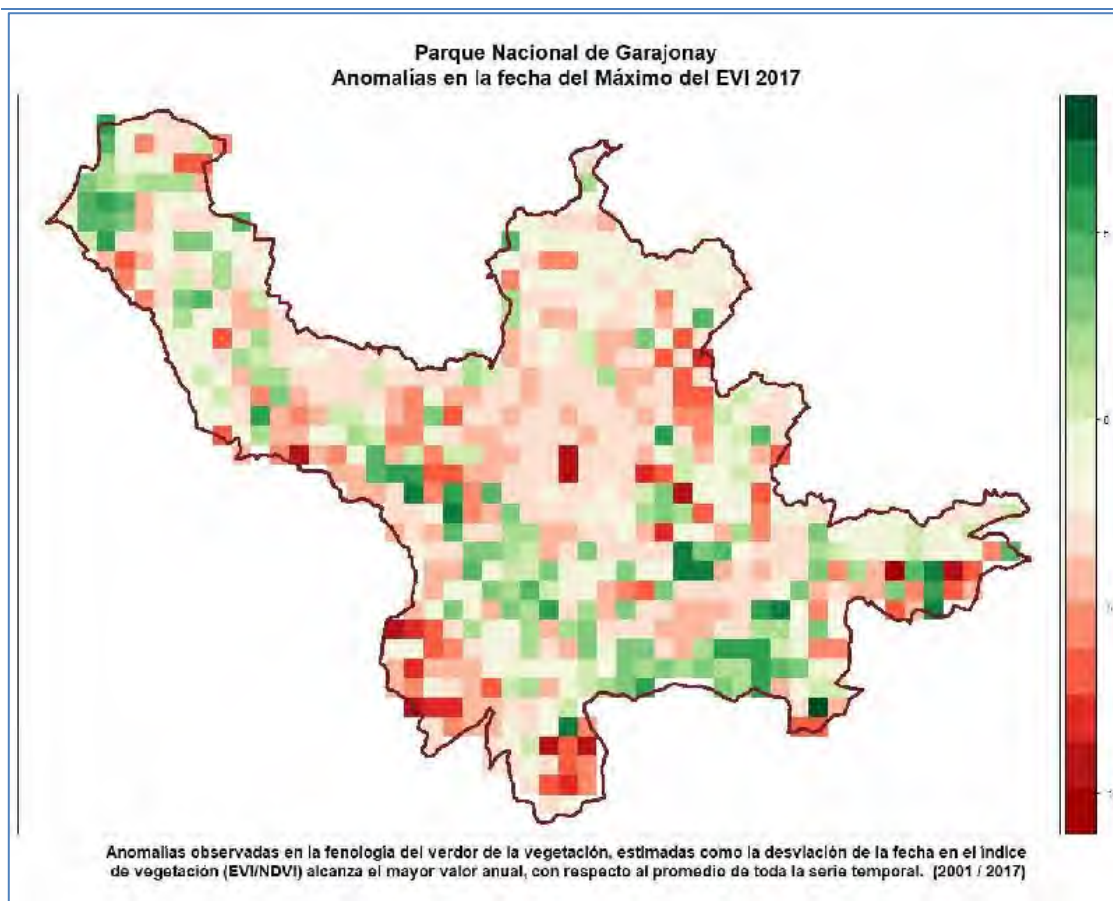 Parque Nacional de Garajonay
Anomalías en la fecha del Máximo del EVI 2017
Anomalías observadas en la fenología del verdor de la vegetación, estimadas como la desviación de la fecha en el índice
de vegetación (EVI/NDVI) alcanza el mayor valor anual, con respecto al promedio de toda la serie temporal. (2001 / 2017)